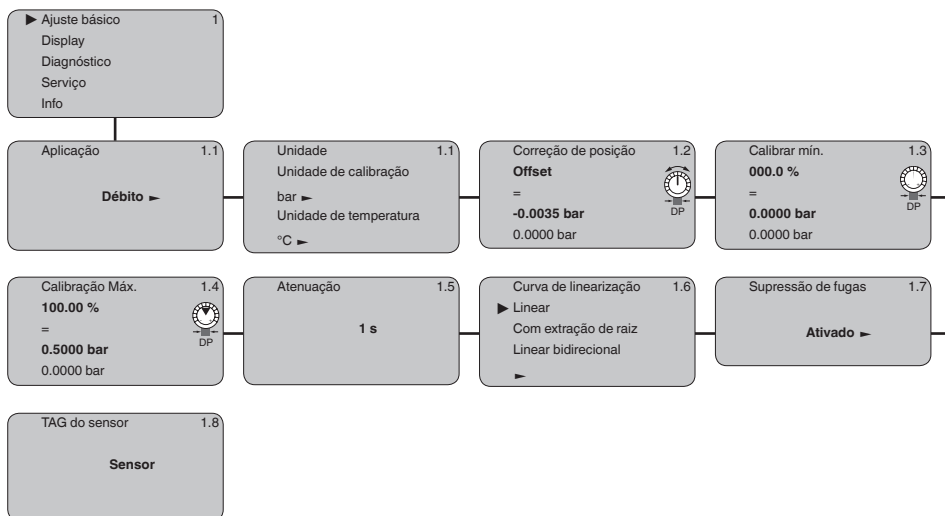 ▶ Ajuste básico 1
Display
Diagnóstico
Serviço
Info
Aplicação 1.1
Débito ►
Unidade 1.1
Unidade de calibração
bar ►
Unidade de temperatura
°C ►
Correção de posição 1.2
Offset
=
-0.0035 bar
0.0000 bar
DP
Calibrar mín. 1.3
000.0 %
=
0.0000 bar
0.0000 bar
DP
Calibração Máx. 1.4
100.00 %
=
0.5000 bar
0.0000 bar
DP
Atenuação 1.5
1 s
Curva de linearização 1.6
▶ Linear
Com extração de raiz
Linear bidirecional
►
Supressão de fugas 1.7
Ativado ►
TAG do sensor 1.8
Sensor